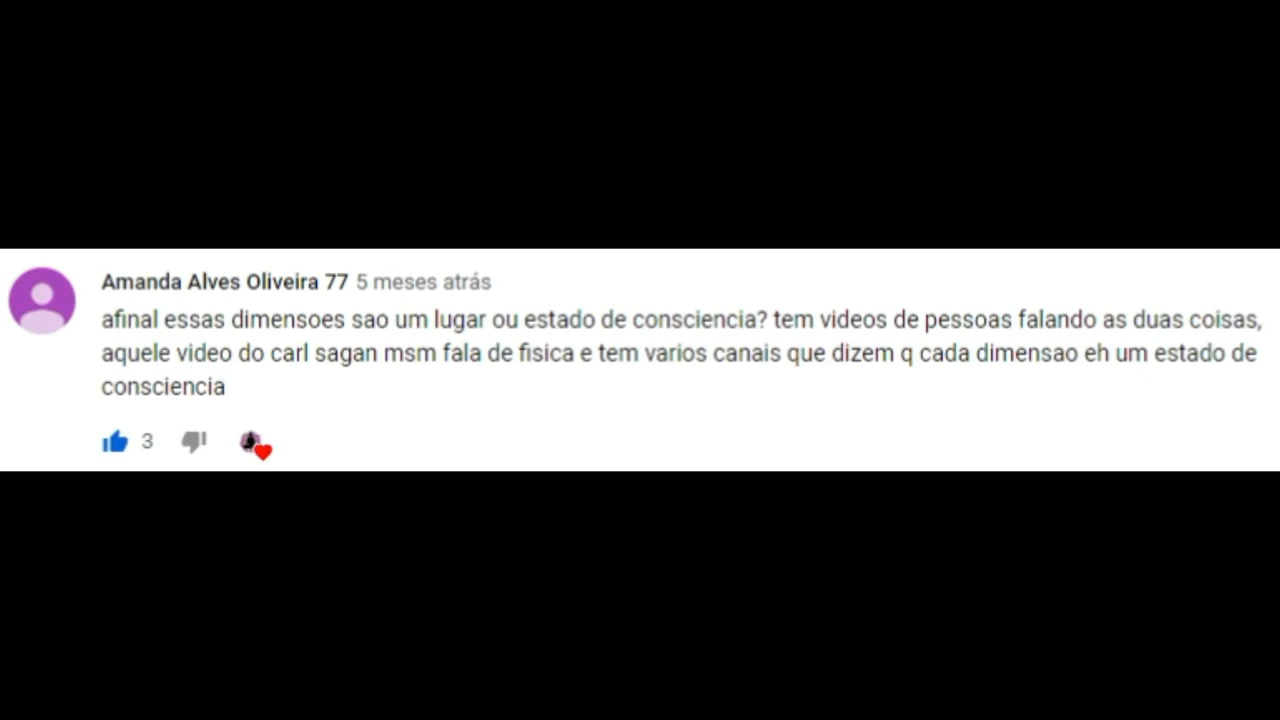 Amanda Alves Oliveira 77 5 meses atrás
afinal essas dimensoes sao um lugar ou estado de consciencia? tem videos de pessoas falando as duas coisas,
aquele video do carl sagan msm fala de fisica e tem varios canais que dizem q cada dimensao eh um estado de
consciencia
3